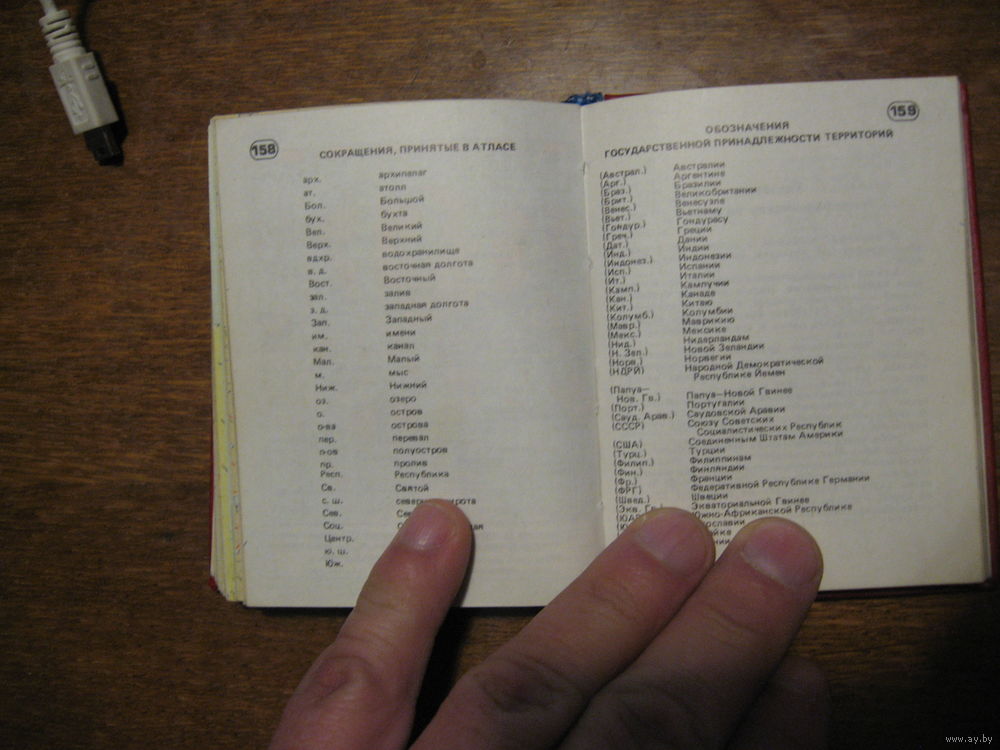 158
СОКРАЩЕНИЯ, ПРИНЯТЫЕ В АТЛАСЕ
арх. архипелаг
ат. атолл
Бол. Большой
бух. бухта
Вел. Великий
Верх. Верхний
вдхр. водохранилище
в. д. восточная долгота
Вост. Восточный
зал. залив
з. д. западная долгота
Зап. Западный
им. имени
кан. канал
Мал. Малый
м. мыс
Ниж. Нижний
оз. озеро
о. остров
о-ва острова
пер. перевал
п-ов полуостров
пр. пролив
Респ. Республика
Св. Святой
с. ш.
Сев.
Соц.
Центр.
ю. ш.
Юж.
159
ОБОЗНАЧЕНИЯ
ГОСУДАРСТВЕННОЙ ПРИНАДЛЕЖНОСТИ ТЕРРИТОРИЙ
(Австрал.) Австралии
(Арг.) Аргентине
(Браз.) Бразилии
(Брит.) Великобритании
(Венес.) Венесуэле
(Вьет.) Вьетнаму
(Гондур.) Гондурасу
(Греч.) Греции
(Дат.) Дании
(Инд.) Индии
(Индонез.) Индонезии
(Исп.) Испании
(Ит.) Италии
(Камп.) Кампучии
(Кан.) Канаде
(Кит.) Китаю
(Колумб.) Колумбии
(Мавр.) Маврикию
(Мекс.) Мексике
(Нид.) Нидерландам
(Н. Зел.) Новой Зеландии
(Норв.) Норвегии
(НДРЙ) Народной Демократической
Республике Йемен
(Папуа—
Нов. Гв.) Папуа—Новой Гвинее
(Порт.) Португалии
(Сауд. Арав.) Саудовской Аравии
(СССР) Союзу Советских
Социалистических Республик
(США) Соединенным Штатам Америки
(Турц.) Турции
(Филип.) Филиппинам
(Фин.) Финляндии
(Фр.) Франции
(ФРГ) Федеративной Республике Германии
(Швед.) Швеции
(Экв. Гв.) Экваториальной Гвинее
(ЮАР) Южно-Африканской Республике
www.ay.by